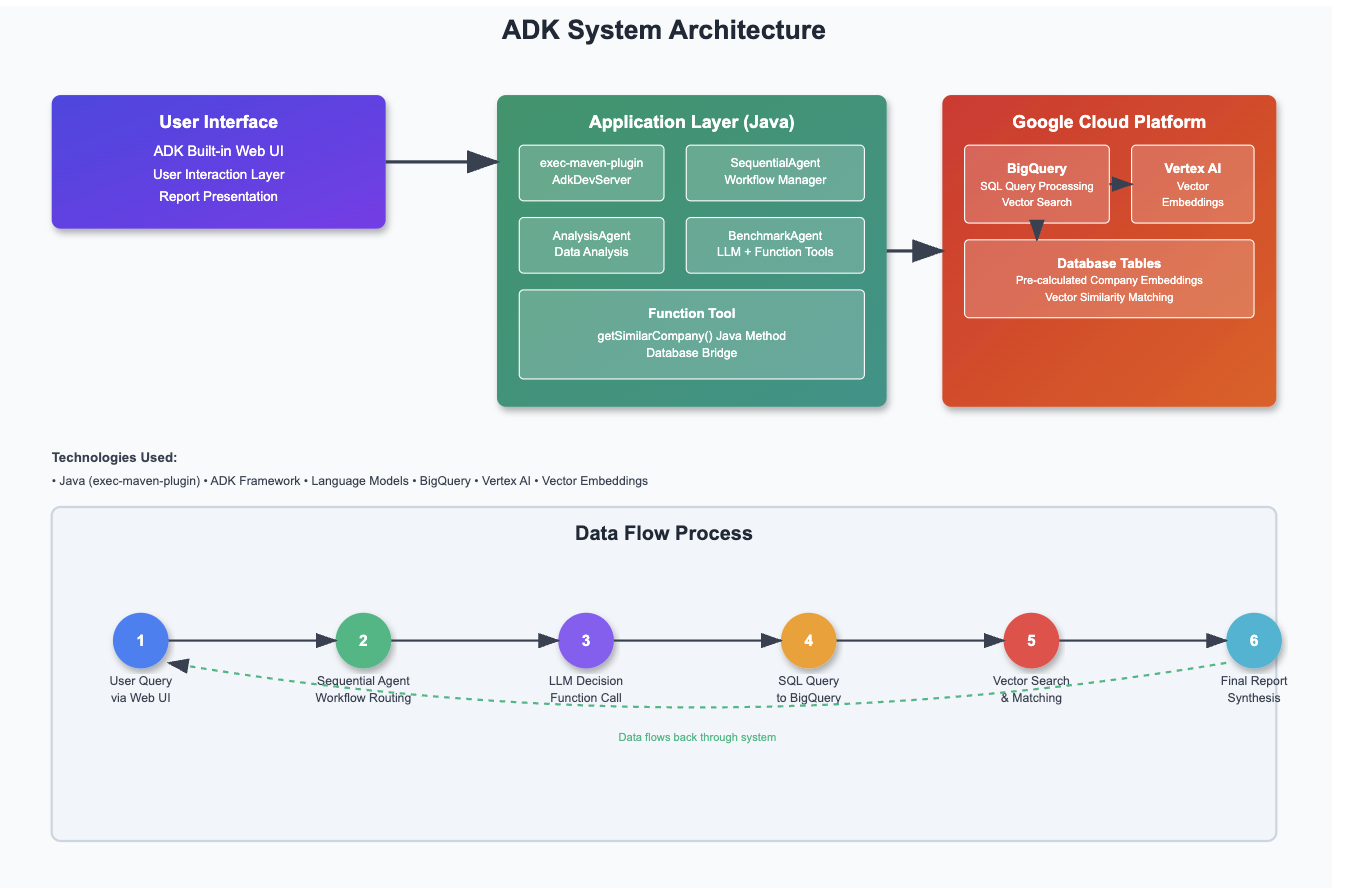 ADK System Architecture
User Interface
ADK Built-in Web UI
User Interaction Layer
Report Presentation
Application Layer (Java)
exec-maven-plugin
AdkDevServer
SequentialAgent
Workflow Manager
AnalysisAgent
Data Analysis
BenchmarkAgent
LLM + Function Tools
Function Tool
getSimilarCompany() Java Method
Database Bridge
Google Cloud Platform
BigQuery
SQL Query Processing
Vector Search
Vertex AI
Vector
Embeddings
Database Tables
Pre-calculated Company Embeddings
Vector Similarity Matching
Technologies Used:
• Java (exec-maven-plugin) • ADK Framework • Language Models • BigQuery • Vertex AI • Vector Embeddings
Data Flow Process
1
User Query
via Web UI
2
Sequential Agent
Workflow Routing
3
LLM Decision
Function Call
4
SQL Query
to BigQuery
5
Vector Search
& Matching
6
Final Report
Synthesis
Data flows back through system